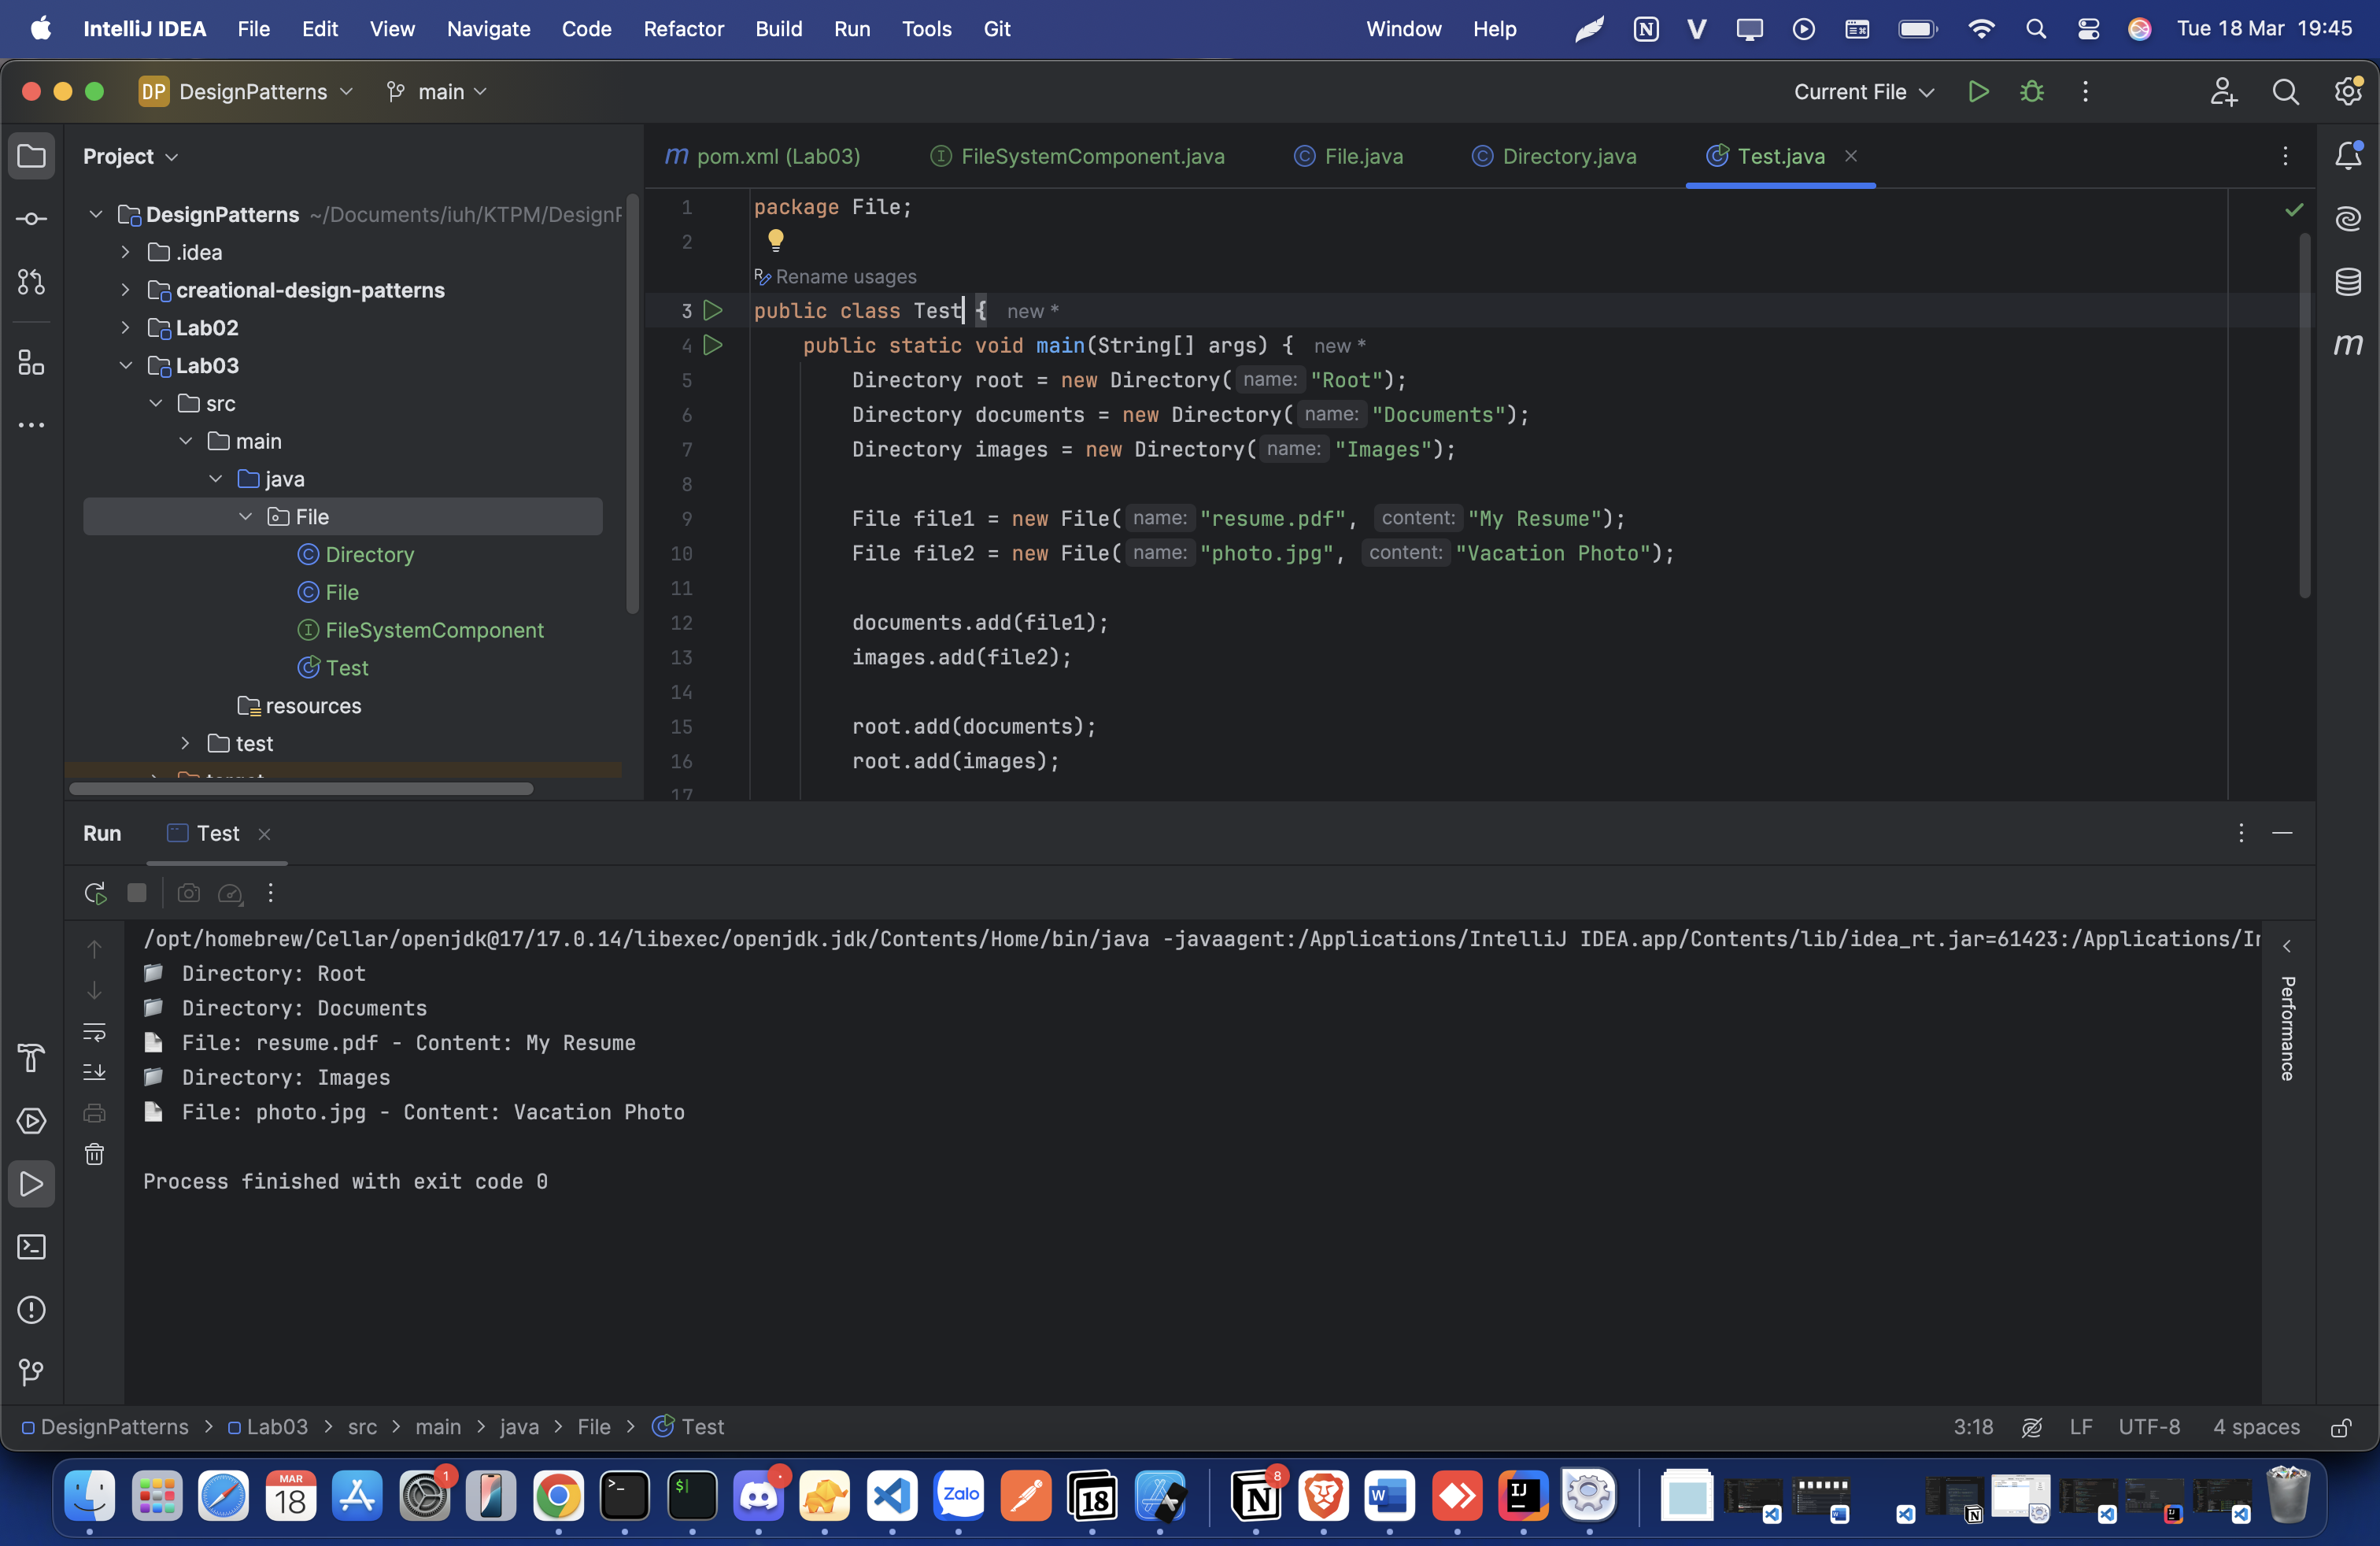 IntelliJ IDEA File Edit View Navigate Code Refactor Build Run Tools Git Window Help Tue 18 Mar 19:45
DP DesignPatterns main Current File
Project
m pom.xml (Lab03) FileSystemComponent.java File.java Directory.java Test.java
DesignPatterns ~/Documents/iuh/KTPM/Design
.idea
creational-design-patterns
Lab02
Lab03
src
main
java
File
Directory
File
FileSystemComponent
Test
resources
test
target
1 package File;
2
Rename usages
3 public class Test { new *
4 public static void main(String[] args) { new *
5 Directory root = new Directory( name: "Root");
6 Directory documents = new Directory( name: "Documents");
7 Directory images = new Directory( name: "Images");
8
9 File file1 = new File( name: "resume.pdf", content: "My Resume");
10 File file2 = new File( name: "photo.jpg", content: "Vacation Photo");
11
12 documents.add(file1);
13 images.add(file2);
14
15 root.add(documents);
16 root.add(images);
17
m
Run Test
/opt/homebrew/Cellar/openjdk@17/17.0.14/libexec/openjdk.jdk/Contents/Home/bin/java -javaagent:/Applications/IntelliJ IDEA.app/Contents/lib/idea_rt.jar=61423:/Applications/I
Directory: Root
Directory: Documents
File: resume.pdf - Content: My Resume
Directory: Images
File: photo.jpg - Content: Vacation Photo
Process finished with exit code 0
Performance
DesignPatterns > Lab03 > src > main > java > File > Test 3:18 LF UTF-8 4 spaces
MAR
18
1
Zalo
18
8
N
W
IJ